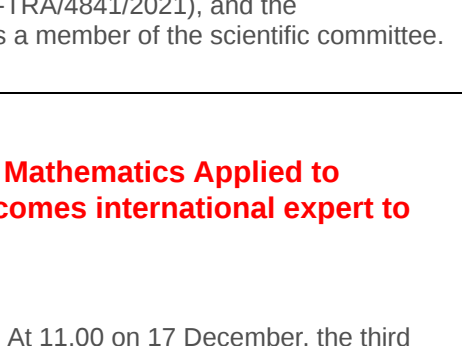 -TRA/4841/2021), and the
s a member of the scientific committee.
Mathematics Applied to
comes international expert to
At 11.00 on 17 December, the third